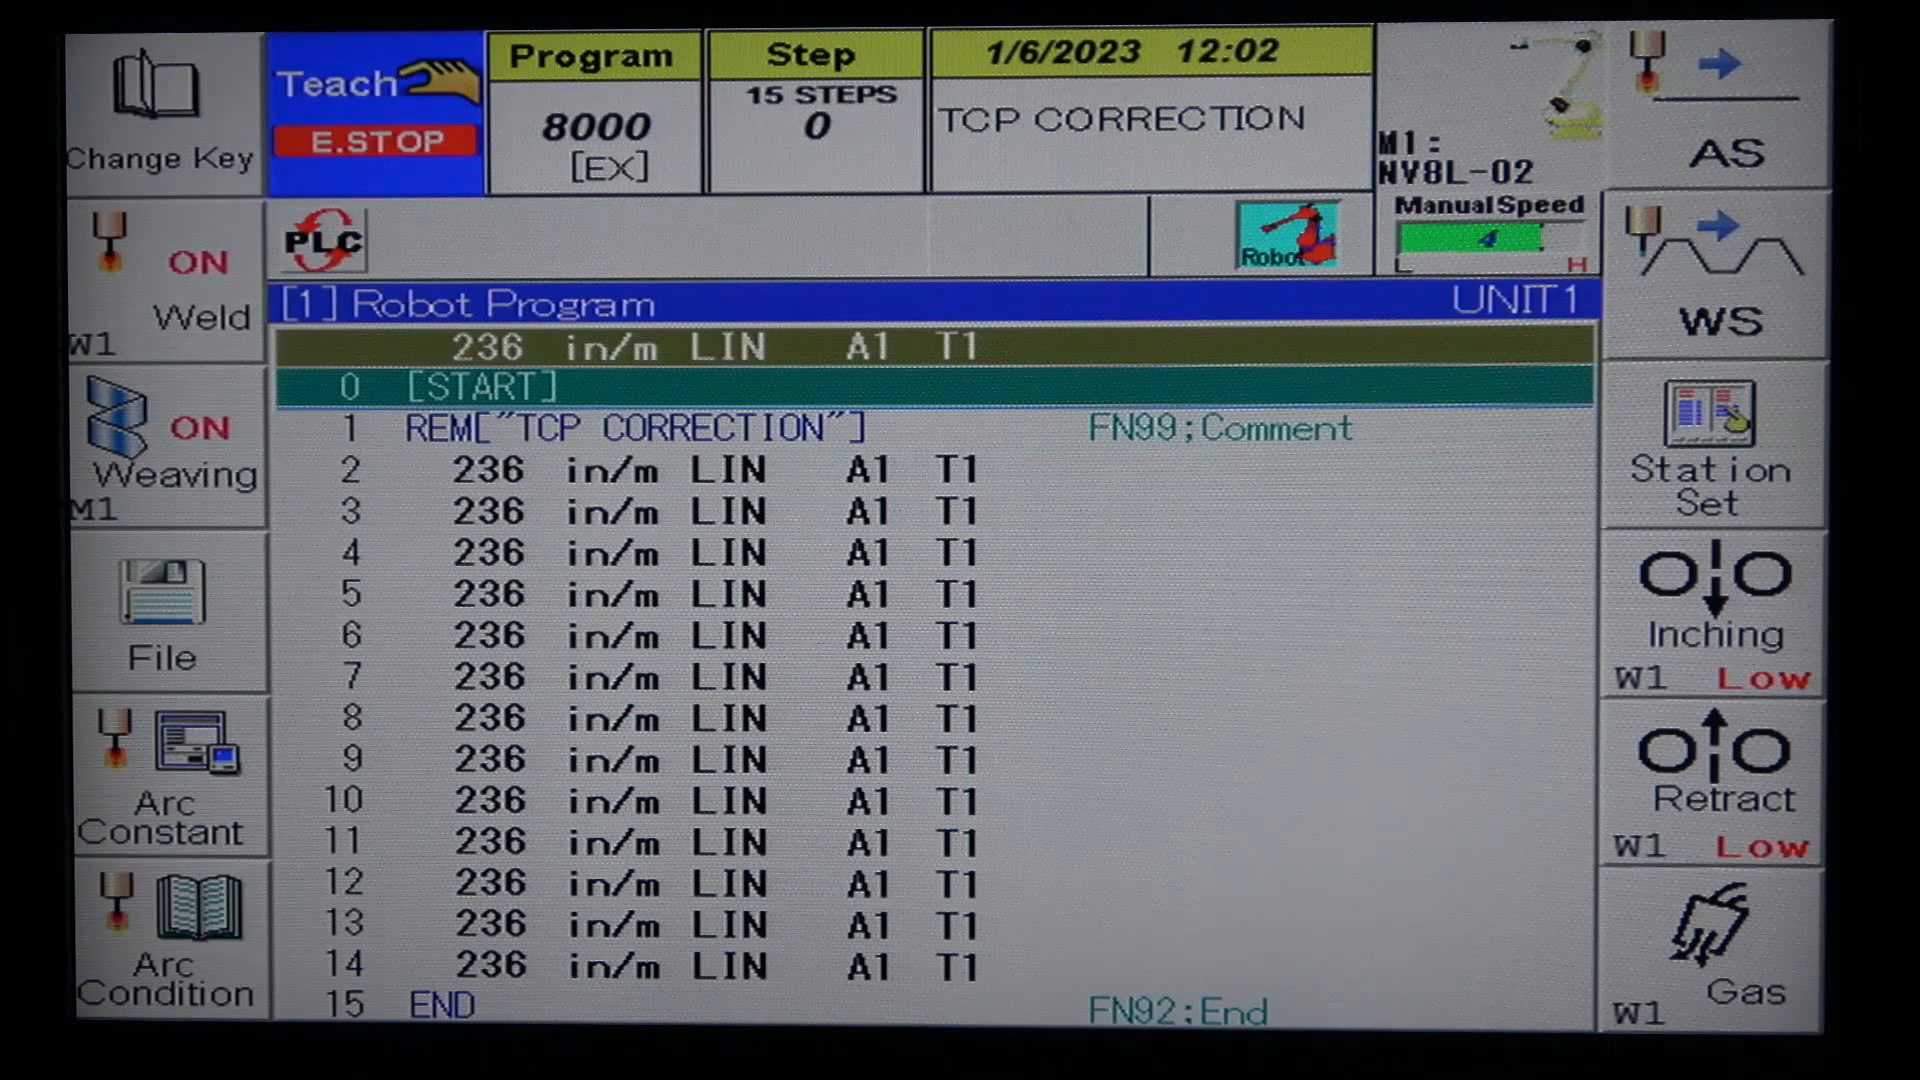 Change Key
Teach
E.STOP
Program
8000
[EX]
Step
15 STEPS
0
1/6/2023 12:02
TCP CORRECTION
M1:
NV8L-02
AS
ON
Weld
W1
PLC
Robot
Manual Speed
4
L H
WS
[1] Robot Program UNIT1
236 in/m LIN A1 T1
0 [START]
1 REM["TCP CORRECTION"] FN99;Comment
2 236 in/m LIN A1 T1
3 236 in/m LIN A1 T1
4 236 in/m LIN A1 T1
5 236 in/m LIN A1 T1
6 236 in/m LIN A1 T1
7 236 in/m LIN A1 T1
8 236 in/m LIN A1 T1
9 236 in/m LIN A1 T1
10 236 in/m LIN A1 T1
11 236 in/m LIN A1 T1
12 236 in/m LIN A1 T1
13 236 in/m LIN A1 T1
14 236 in/m LIN A1 T1
15 END FN92;End
ON
Weaving
M1
File
Arc
Constant
Arc
Condition
Station
Set
Inching
W1 Low
Retract
W1 Low
Gas
W1